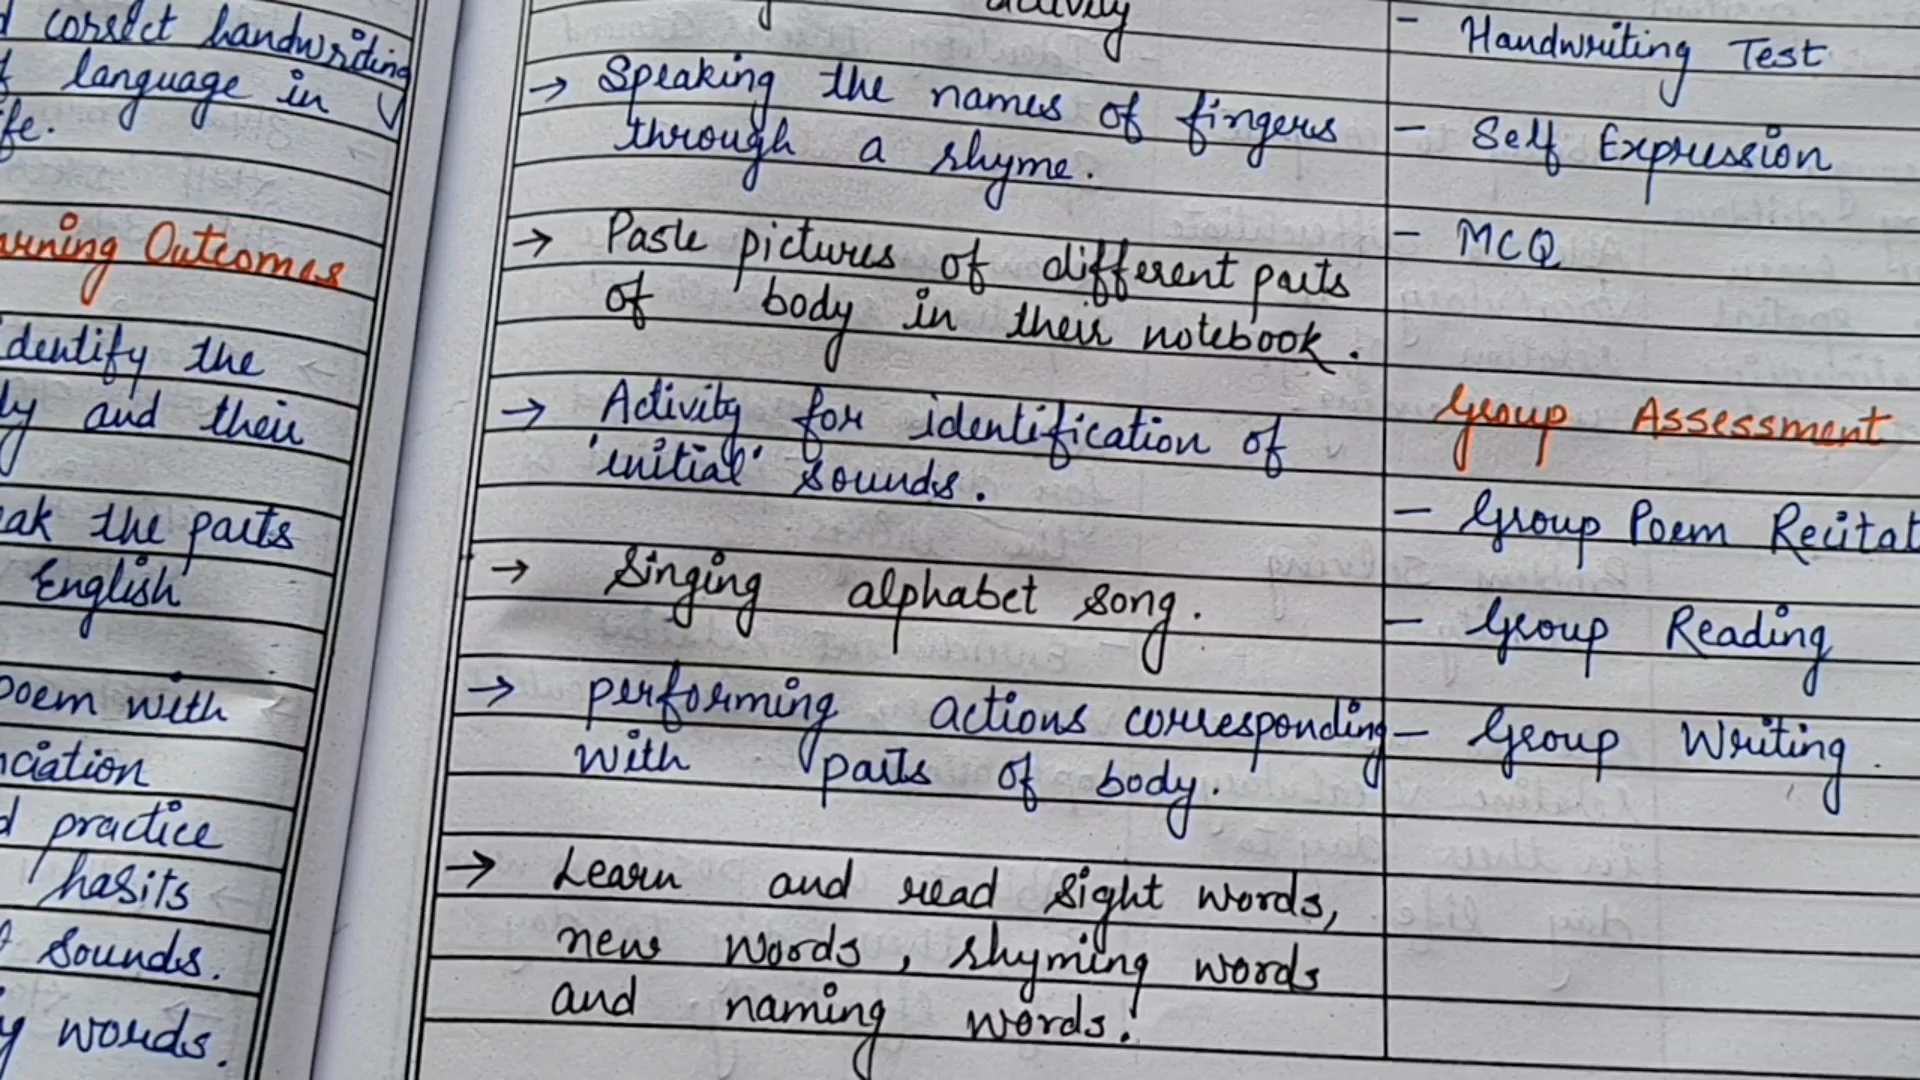 correct handwriting
language in
fe.
Outcomes
dentify the
ly and their
eak the parts
English
poem with
nciation
d practice
habits
sounds.
y words.
activity
→ Speaking the names of fingers
through a rhyme.
→ Paste pictures of different parts
of body in their notebook.
→ Activity for identification of
'initial' sounds.
→ Singing alphabet song.
→ performing actions corresponding
with parts of body.
→ Learn and read sight words,
new words, rhyming words
and naming words.
- Handwriting Test
- Self Expression
- MCQ
Group Assessment
- Group Poem Recitat
- Group Reading
- Group Writing.